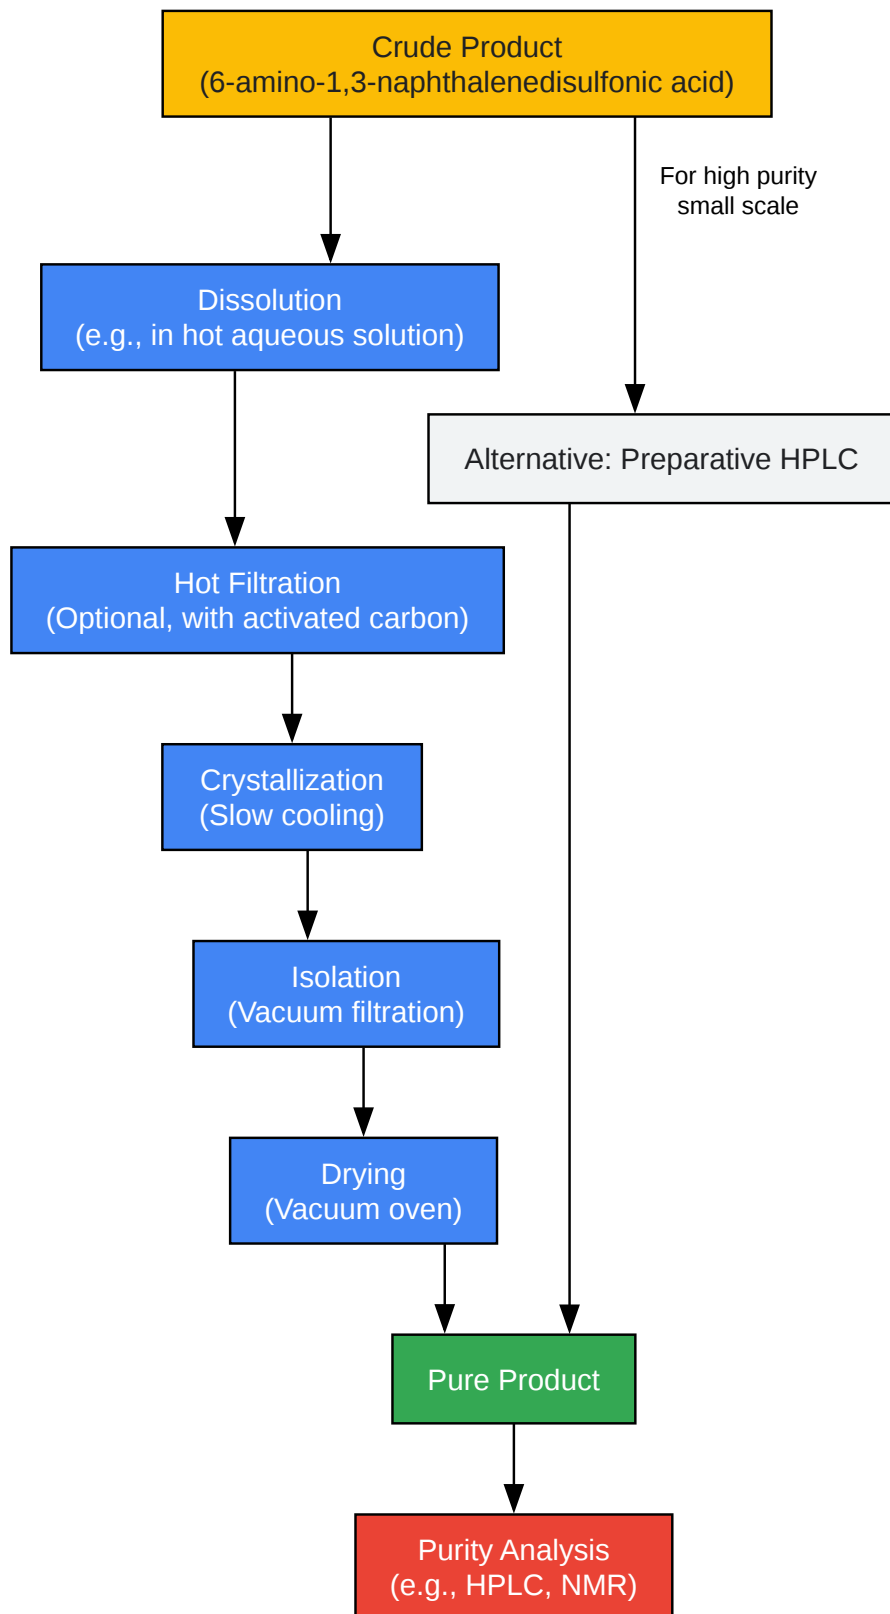 Crude Product
(6-amino-1,3-naphthalenedisulfonic acid)
For high purity
small scale
Dissolution
(e.g., in hot aqueous solution)
Alternative: Preparative HPLC
Hot Filtration
(Optional, with activated carbon)
Crystallization
(Slow cooling)
Isolation
(Vacuum filtration)
Drying
(Vacuum oven)
Pure Product
Purity Analysis
(e.g., HPLC, NMR)